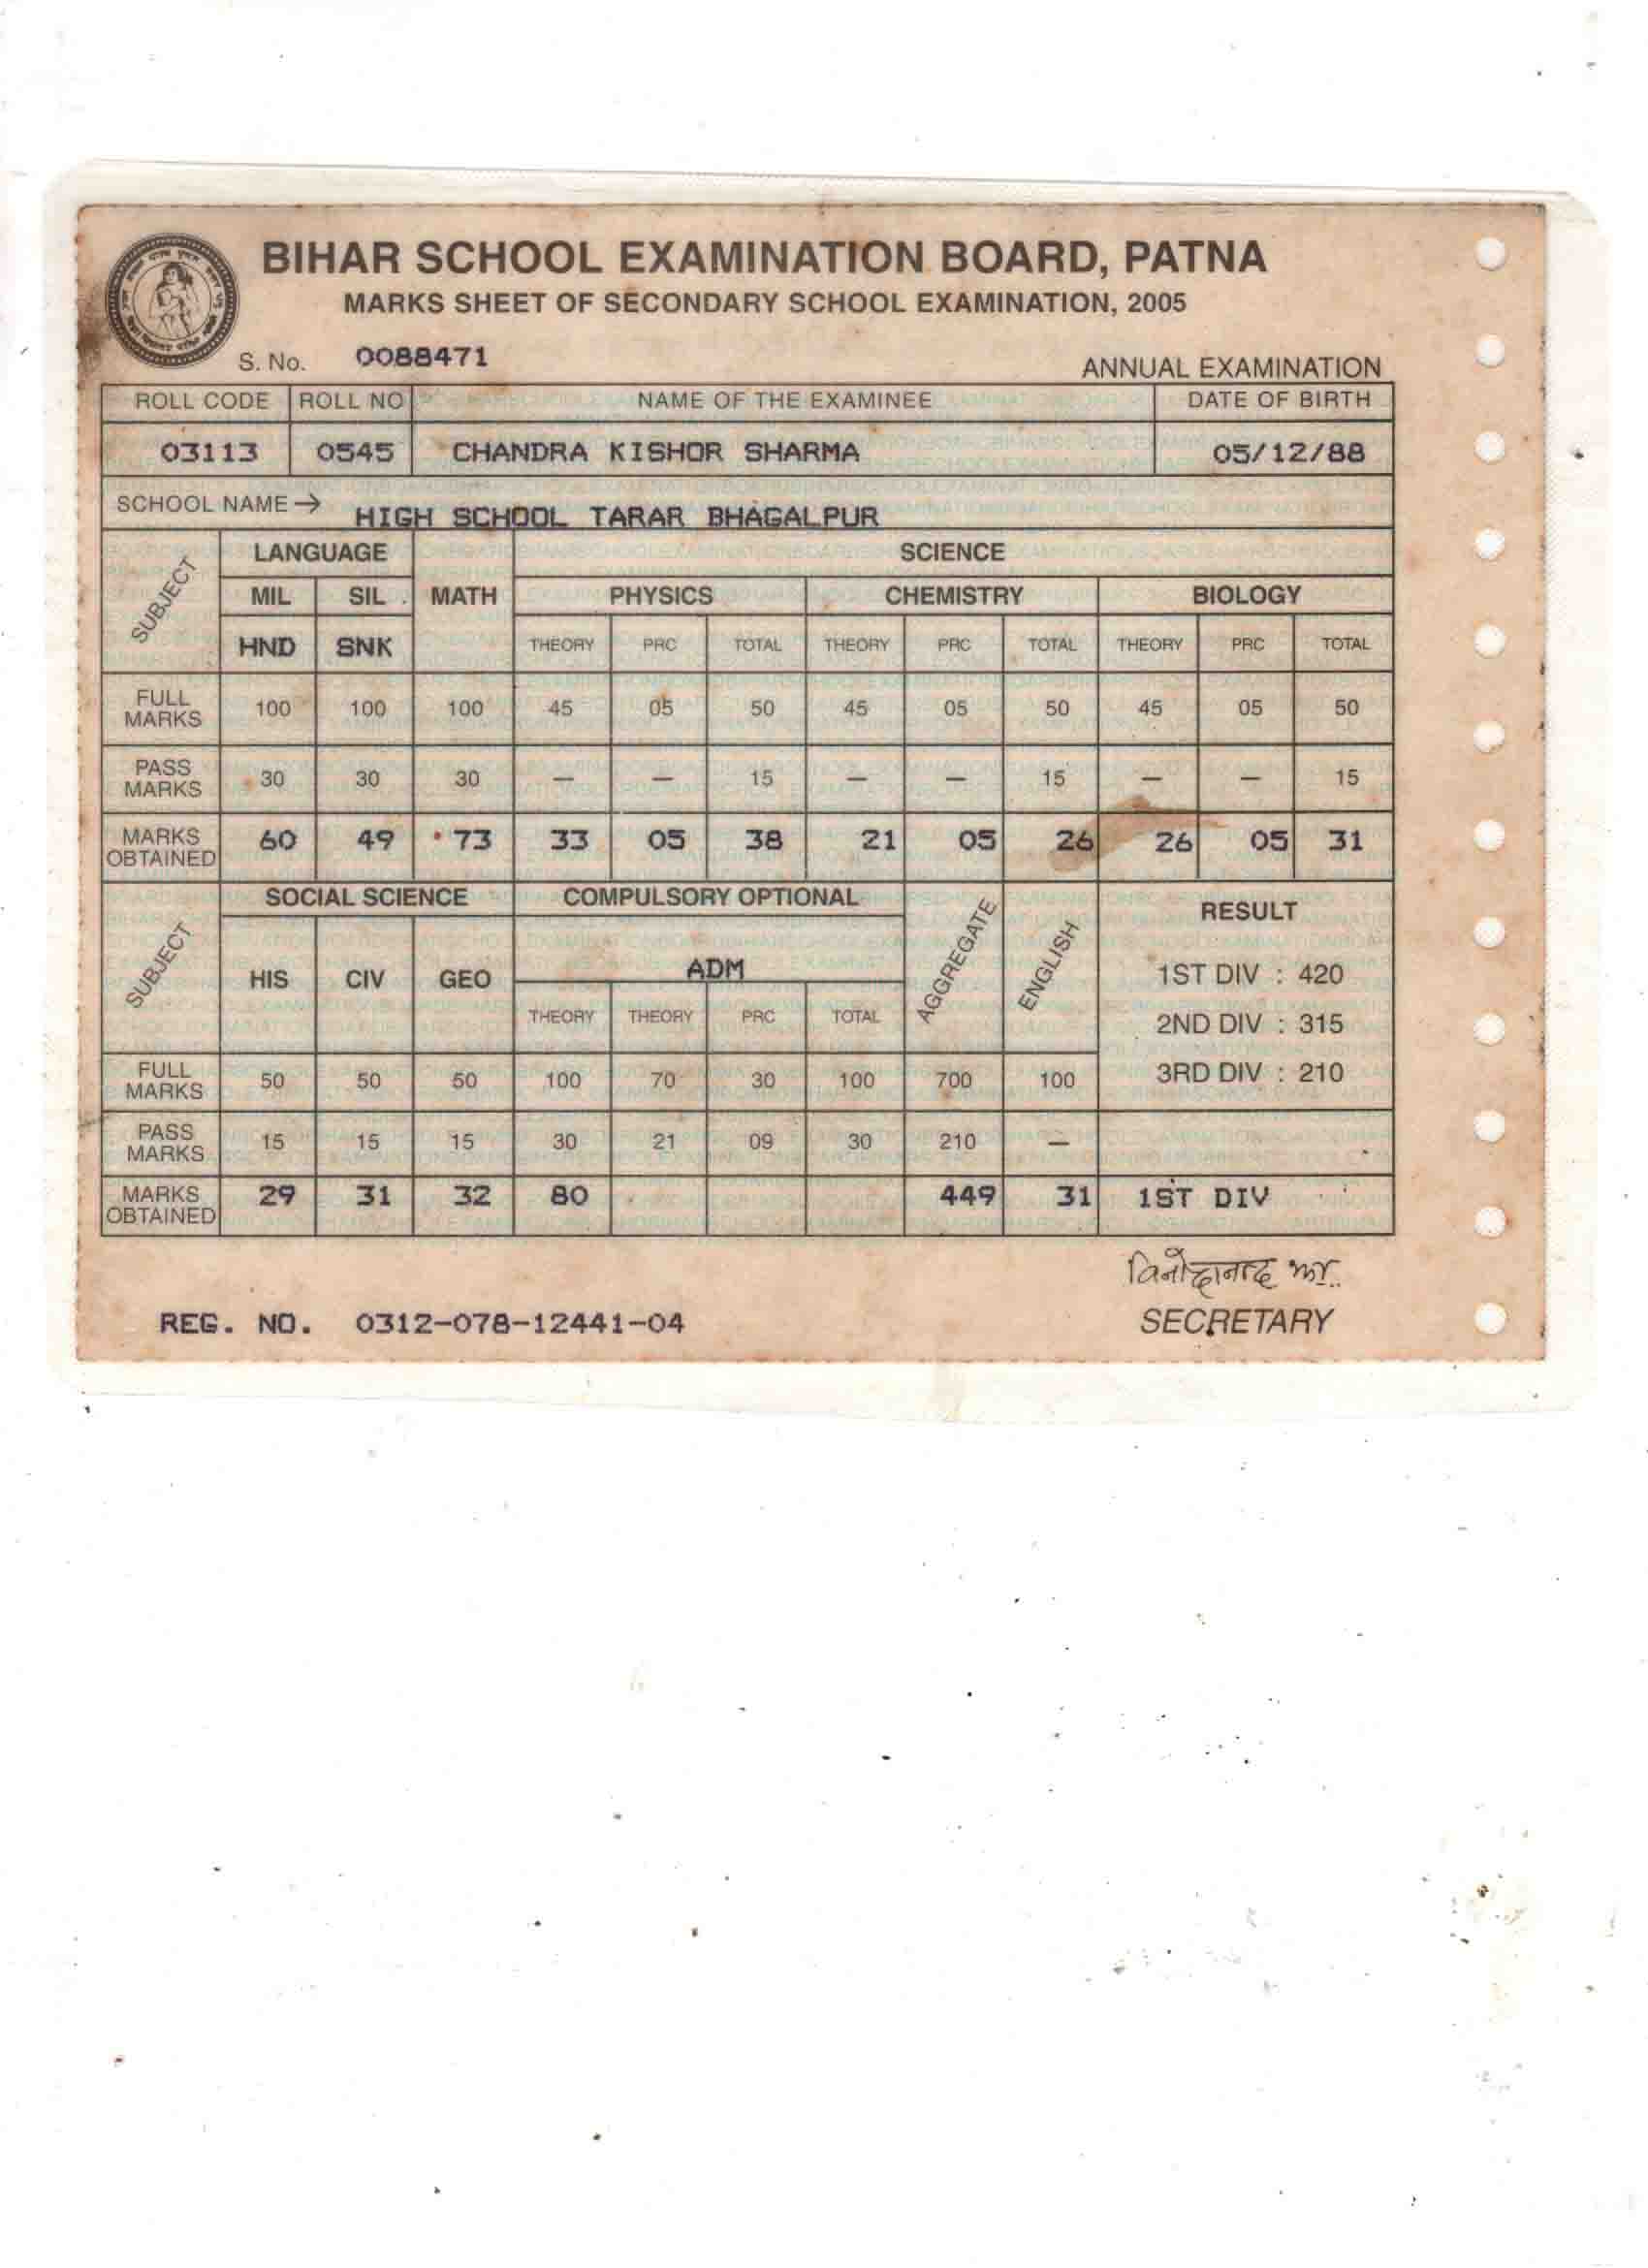 BIHAR SCHOOL EXAMINATION BOARD, PATNA
MARKS SHEET OF SECONDARY SCHOOL EXAMINATION, 2005
S. No. 0088471
ANNUAL EXAMINATION
ROLL CODE ROLL NO NAME OF THE EXAMINEE DATE OF BIRTH
03113 0545 CHANDRA KISHOR SHARMA 05/12/88
SCHOOL NAME → HIGH SCHOOL TARAR BHAGALPUR
SUBJECT LANGUAGE SCIENCE
MIL SIL MATH PHYSICS CHEMISTRY BIOLOGY
HND SNK THEORY PRC TOTAL THEORY PRC TOTAL THEORY PRC TOTAL
FULL MARKS 100 100 100 45 05 50 45 05 50 45 05 50
PASS MARKS 30 30 30 — — 15 — — 15 — — 15
MARKS OBTAINED 60 49 73 33 05 38 21 05 26 26 05 31
SUBJECT SOCIAL SCIENCE COMPULSORY OPTIONAL AGGREGATE ENGLISH RESULT
HIS CIV GEO ADM 1ST DIV : 420
THEORY THEORY PRC TOTAL 2ND DIV : 315
FULL MARKS 50 50 50 100 70 30 100 700 100 3RD DIV : 210
PASS MARKS 15 15 15 30 21 09 30 210 —
MARKS OBTAINED 29 31 32 80 449 31 1ST DIV
विनोदानन्द झा
REG. NO. 0312-078-12441-04 SECRETARY